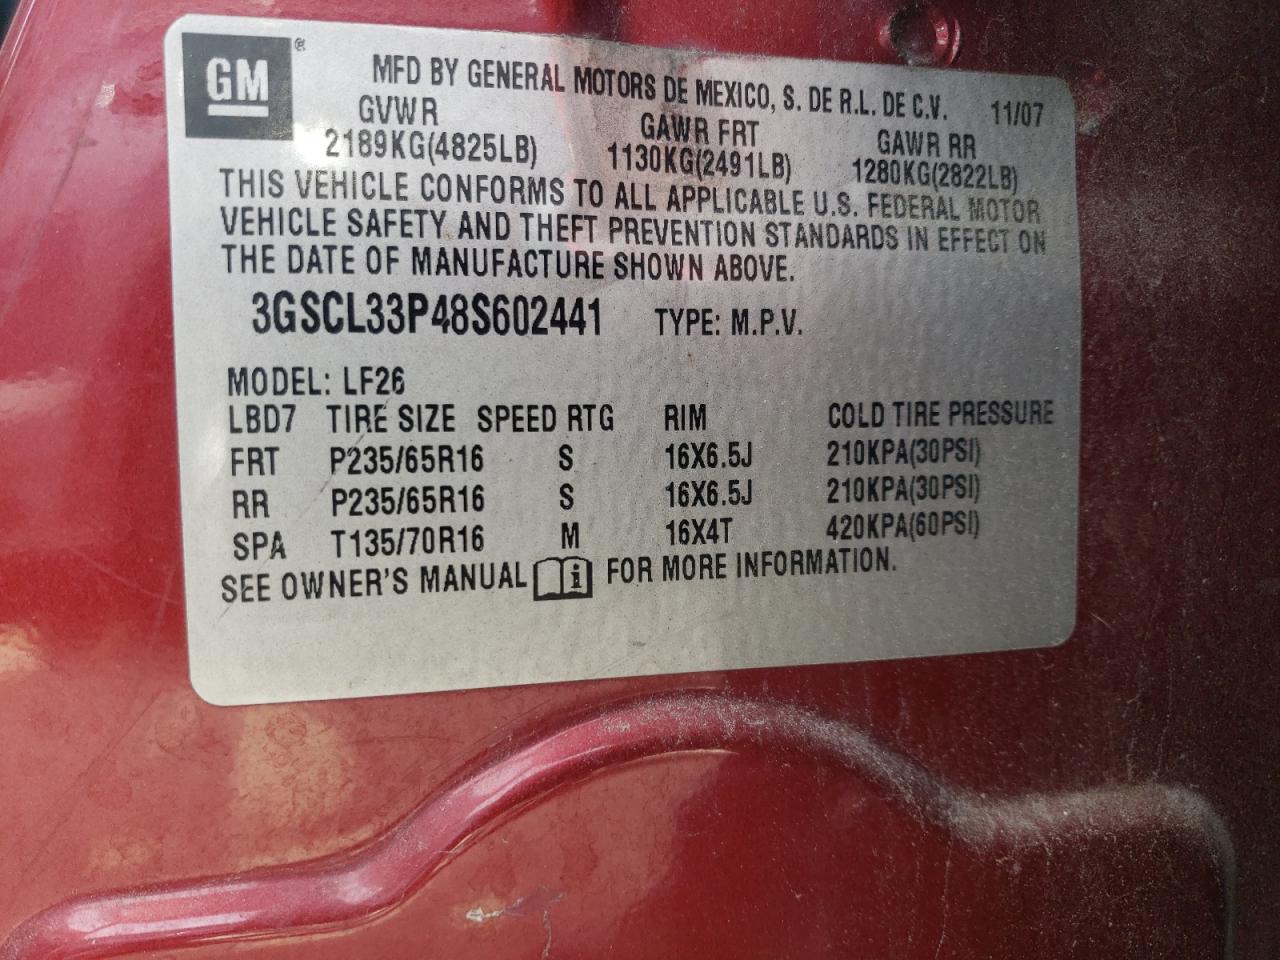 GM ®
MFD BY GENERAL MOTORS DE MEXICO, S. DE R.L. DE C.V. 11/07
GVWR GAWR FRT GAWR RR
2189KG(4825LB) 1130KG(2491LB) 1280KG(2822LB)
THIS VEHICLE CONFORMS TO ALL APPLICABLE U.S. FEDERAL MOTOR
VEHICLE SAFETY AND THEFT PREVENTION STANDARDS IN EFFECT ON
THE DATE OF MANUFACTURE SHOWN ABOVE.
3GSCL33P48S602441 TYPE: M.P.V.
MODEL: LF26
LBD7 TIRE SIZE SPEED RTG RIM COLD TIRE PRESSURE
FRT P235/65R16 S 16X6.5J 210KPA(30PSI)
RR P235/65R16 S 16X6.5J 210KPA(30PSI)
SPA T135/70R16 M 16X4T 420KPA(60PSI)
SEE OWNER'S MANUAL i FOR MORE INFORMATION.